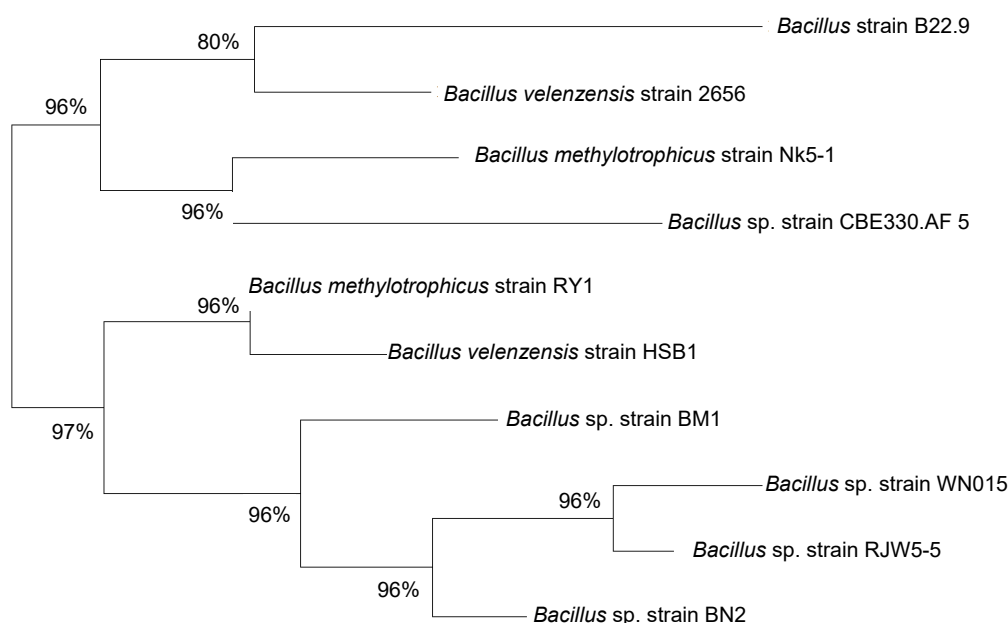 Bacillus strain B22.9
80%
Bacillus velenzensis strain 2656
96%
Bacillus methylotrophicus strain Nk5-1
96%
Bacillus sp. strain CBE330.AF 5
Bacillus methylotrophicus strain RY1
96%
Bacillus velenzensis strain HSB1
Bacillus sp. strain BM1
97%
Bacillus sp. strain WN015
96%
96%
Bacillus sp. strain RJW5-5
96%
Bacillus sp. strain BN2